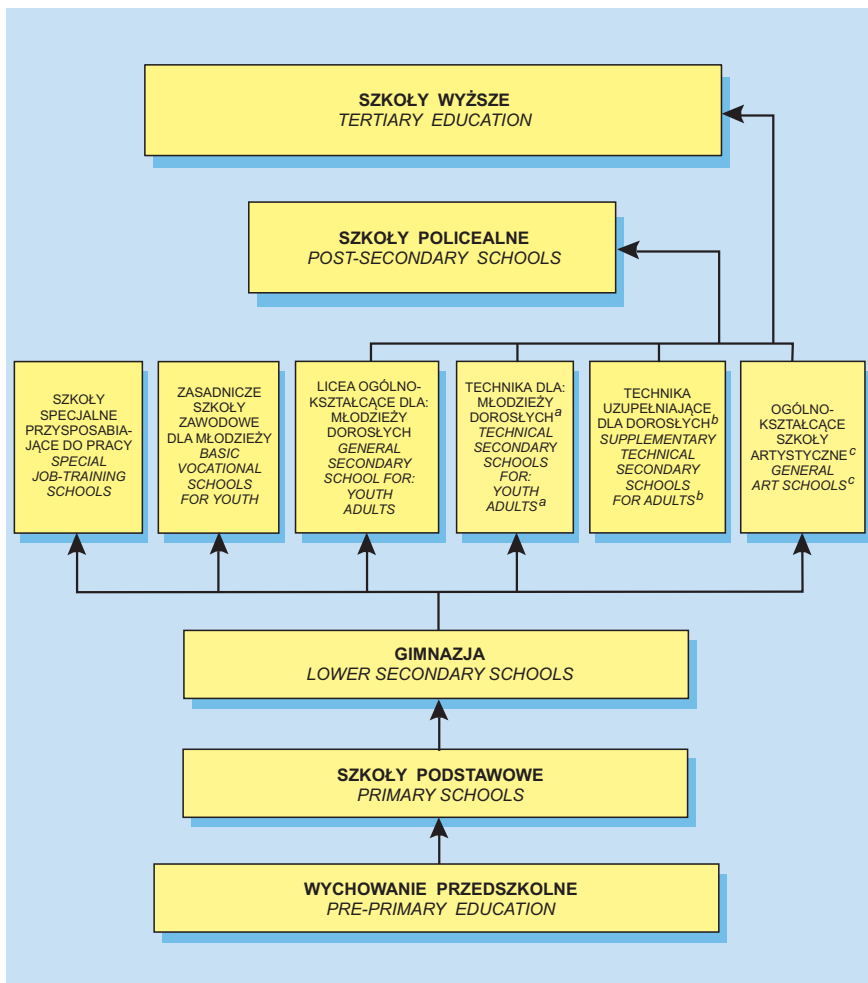 SZKOŁY WYŻSZE
TERTIARY EDUCATION
SZKOŁY POLICEALNE
POST-SECONDARY SCHOOLS
SZKOŁY
SPECJALNE
PRZYSPOSABIA-
JĄCE DO PRACY
SPECIAL
JOB-TRAINING
SCHOOLS
ZASADNICZE
SZKOŁY
ZAWODOWE
DLA MŁODZIEŻY
BASIC
VOCATIONAL
SCHOOLS
FOR YOUTH
LICEA OGÓLNO-
KSZTAŁCĄCE DLA:
MŁODZIEŻY
DOROSŁYCH
GENERAL
SECONDARY
SCHOOL FOR:
YOUTH
ADULTS
TECHNIKA DLA:
MŁODZIEŻY
DOROSŁYCHa
TECHNICAL
SECONDARY
SCHOOLS
FOR:
YOUTH
ADULTSa
TECHNIKA
UZUPEŁNIAJĄCE
DLA DOROSŁYCHb
SUPPLEMENTARY
TECHNICAL
SECONDARY
SCHOOLS
FOR ADULTSb
OGÓLNO-
KSZTAŁCĄCE
SZKOŁY
ARTYSTYCZNEc
GENERAL
ART SCHOOLSc
GIMNAZJA
LOWER SECONDARY SCHOOLS
SZKOŁY PODSTAWOWE
PRIMARY SCHOOLS
WYCHOWANIE PRZEDSZKOLNE
PRE-PRIMARY EDUCATION